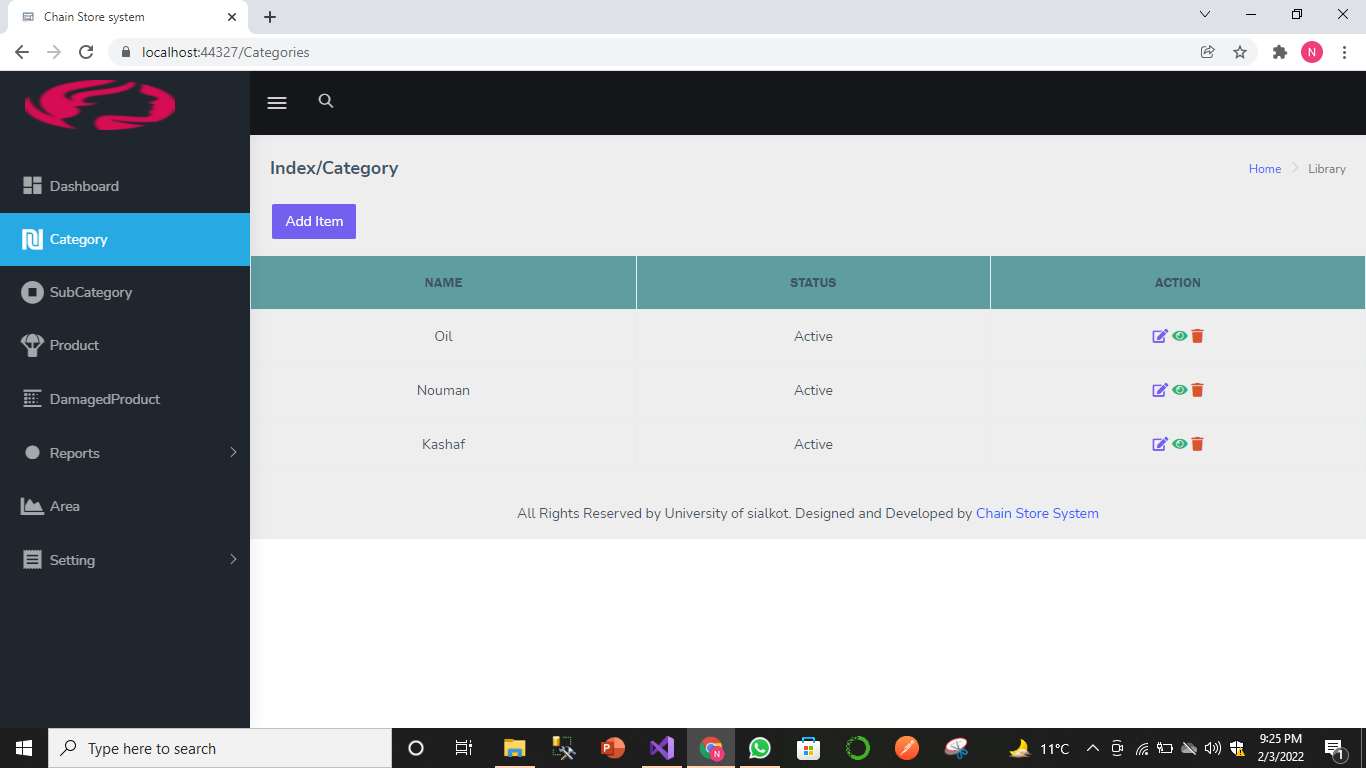 Chain Store system
localhost:44327/Categories
N
Index/Category
Home
Library
Dashboard
Add Item
Category
NAME STATUS ACTION
SubCategory
Oil Active
Product
Nouman Active
DamagedProduct
Kashaf Active
Reports
Area
All Rights Reserved by University of sialkot. Designed and Developed by Chain Store System
Setting
Type here to search
P
N
11°C
9:25 PM
2/3/2022
1